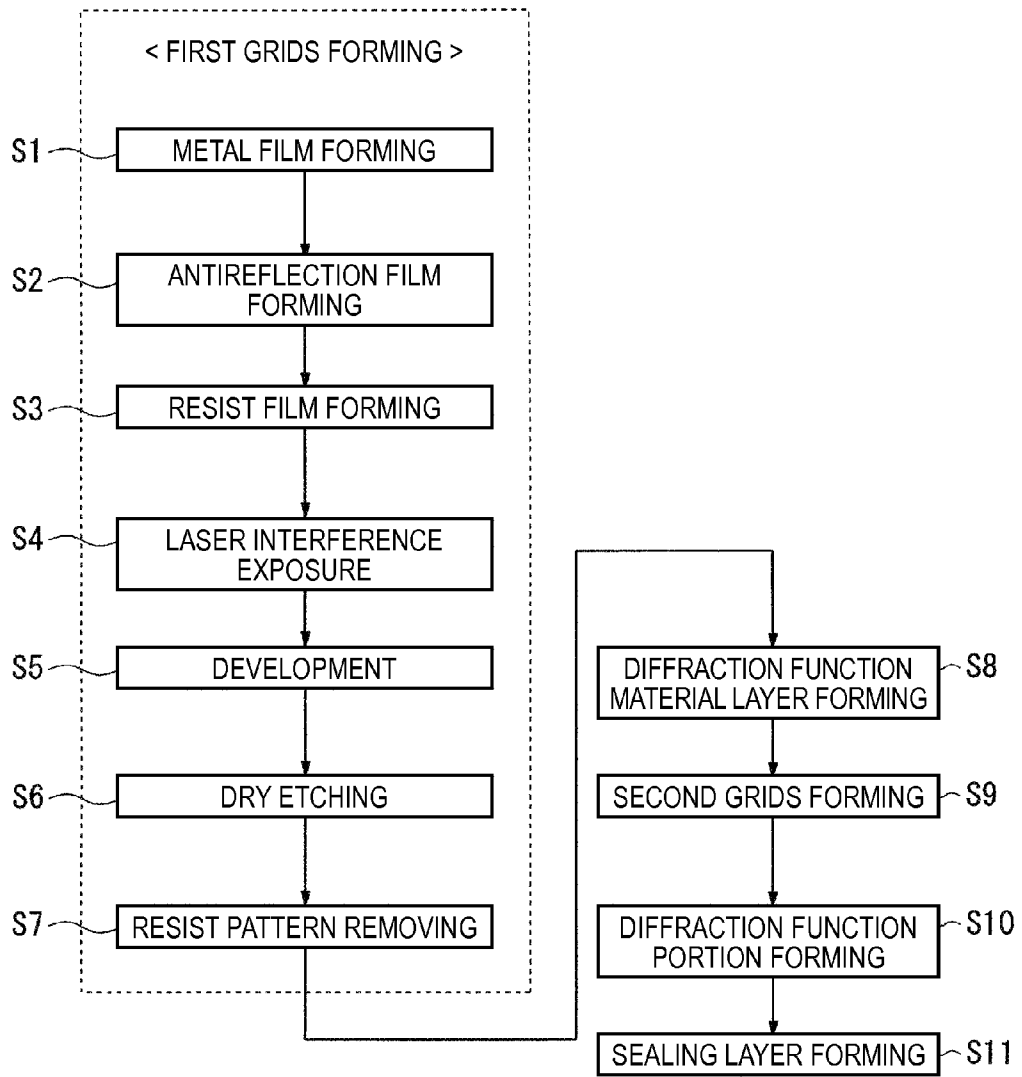 < FIRST GRIDS FORMING >
S1
METAL FILM FORMING
S2
ANTIREFLECTION FILM
FORMING
S3
RESIST FILM FORMING
S4
LASER INTERFERENCE
EXPOSURE
S5
DEVELOPMENT
S6
DRY ETCHING
S7
RESIST PATTERN REMOVING
DIFFRACTION FUNCTION
MATERIAL LAYER FORMING
S8
SECOND GRIDS FORMING
S9
DIFFRACTION FUNCTION
PORTION FORMING
S10
SEALING LAYER FORMING
S11